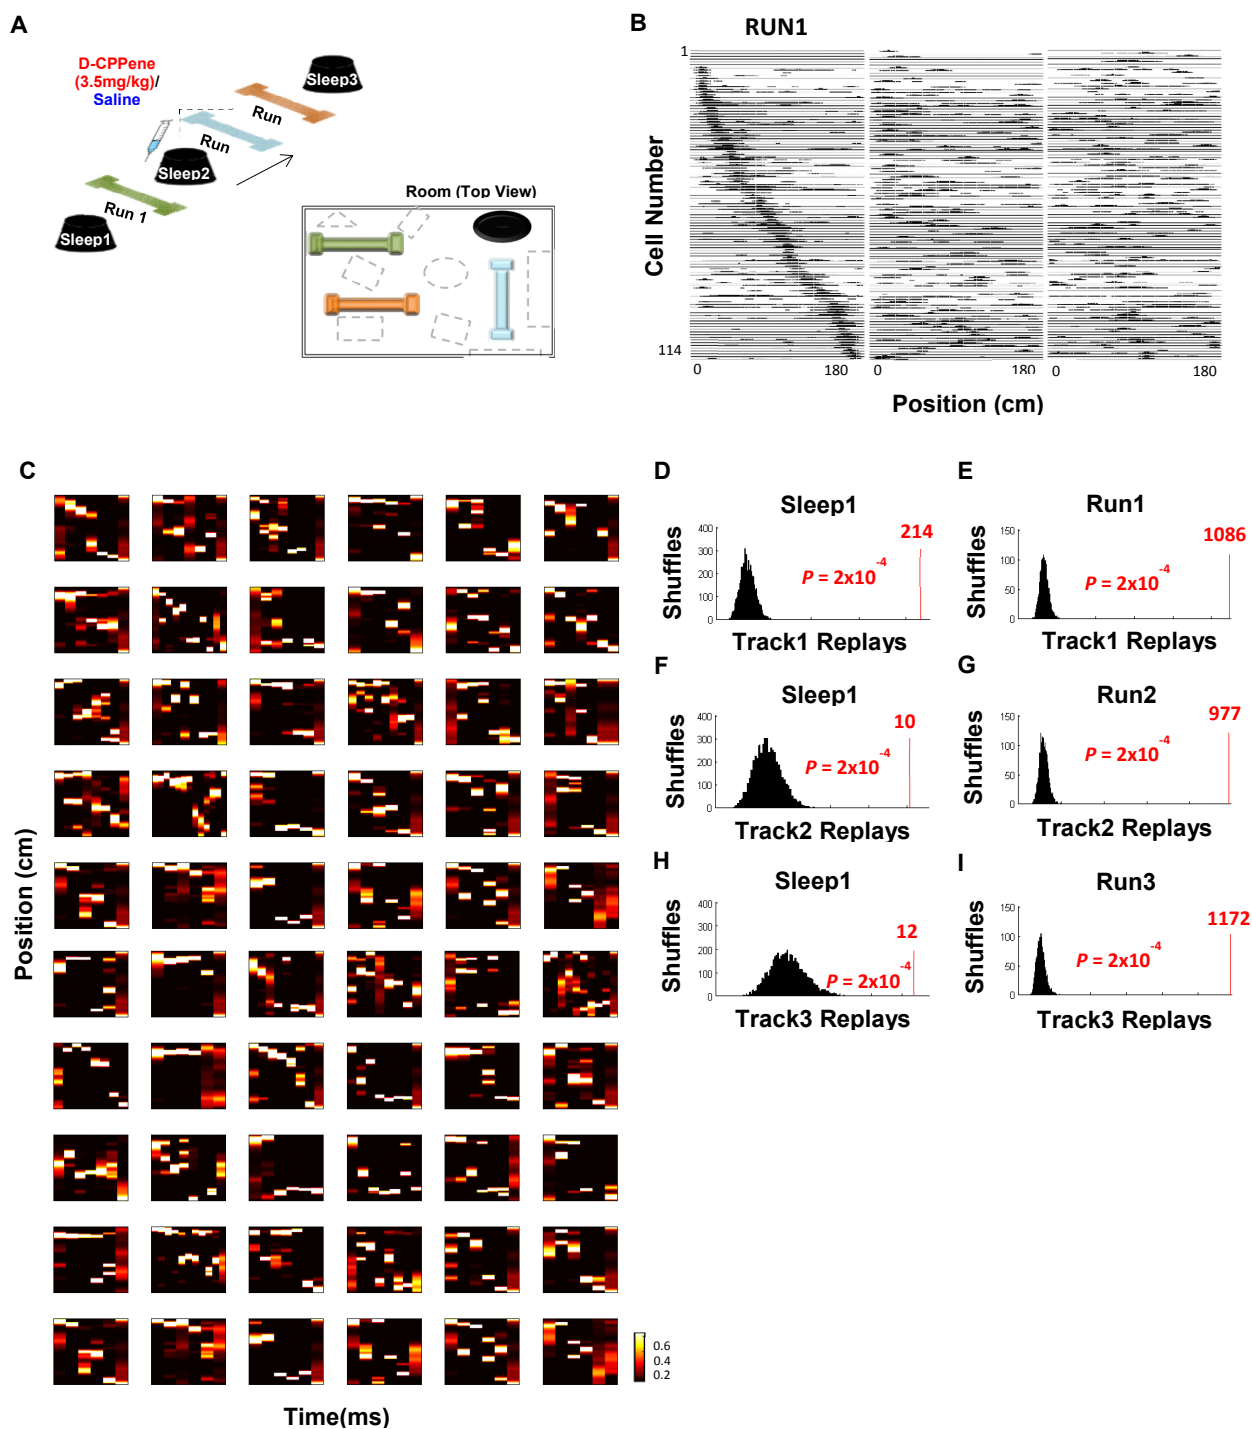 A
D-CPPene
(3.5mg/kg)/
Saline
Sleep3
Run
Run
Sleep2
Run 1
Sleep1
Room (Top View)
B
RUN1
Cell Number
1
114
0 180 0 180 0 180
Position (cm)
C
Position (cm)
Time(ms)
0.6
0.4
0.2
D
Sleep1
Shuffles
400
300
200
100
0
214
P = 2x10 -4
Track1 Replays
E
Run1
Shuffles
150
100
50
0
1086
P = 2x10 -4
Track1 Replays
F
Sleep1
Shuffles
400
300
200
100
0
10
P = 2x10 -4
Track2 Replays
G
Run2
Shuffles
150
100
50
0
977
P = 2x10 -4
Track2 Replays
H
Sleep1
Shuffles
400
300
200
100
0
12
P = 2x10 -4
Track3 Replays
I
Run3
Shuffles
150
100
50
0
1172
P = 2x10 -4
Track3 Replays